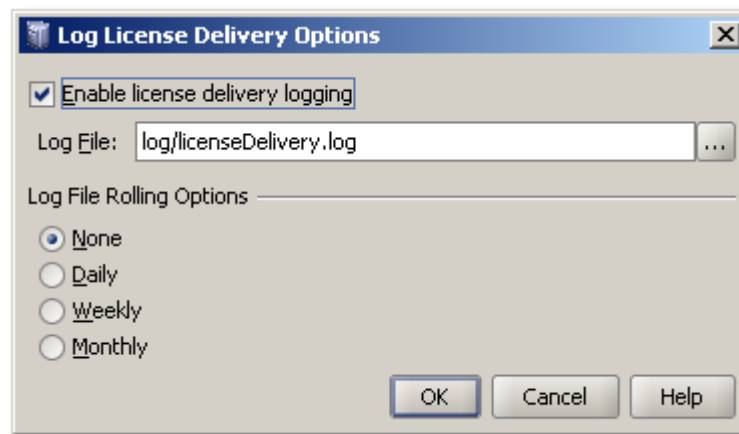 Log License Delivery Options
Enable license delivery logging
Log File: log/licenseDelivery.log ...
Log File Rolling Options
None
Daily
Weekly
Monthly
OK Cancel Help